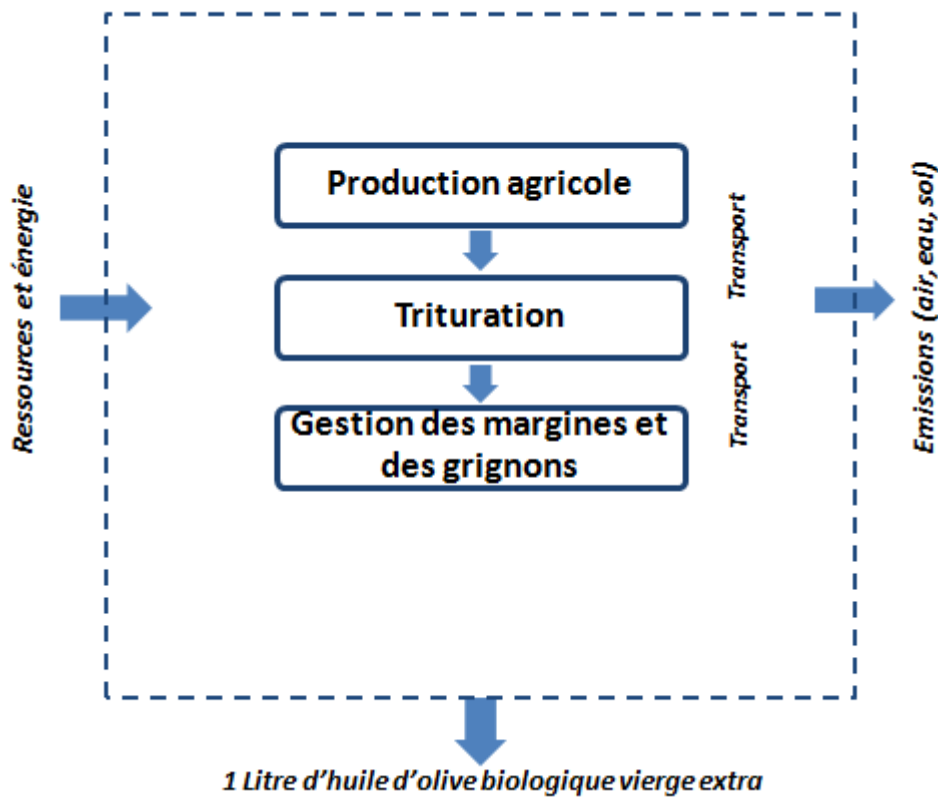 Ressources et énergie
Production agricole
Transport
Trituration
Transport
Gestion des margines et
des grignons
Emissions (air, eau, sol)
1 Litre d’huile d’olive biologique vierge extra